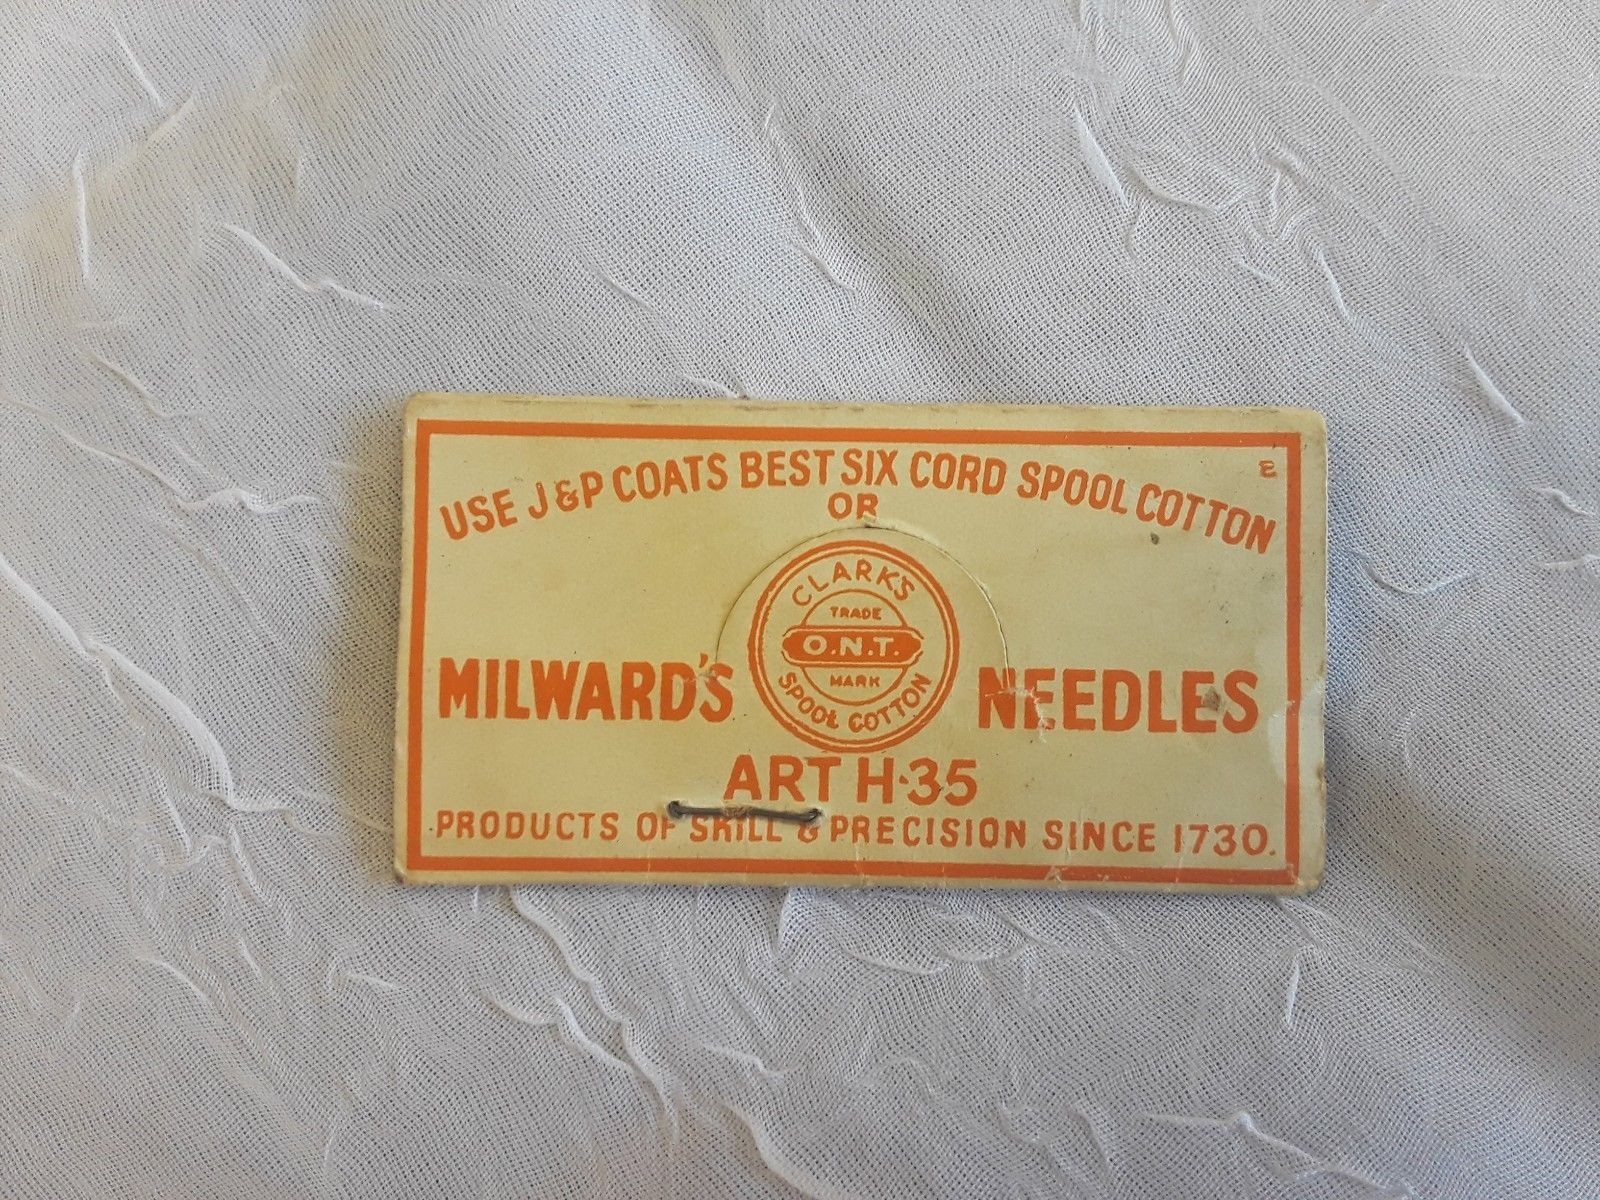 E
USE J & P COATS BEST SIX CORD SPOOL COTTON
OR
CLARK'S
TRADE
O.N.T.
MARK
SPOOL COTTON
MILWARD'S NEEDLES
ART H-35
PRODUCTS OF SKILL & PRECISION SINCE 1730.